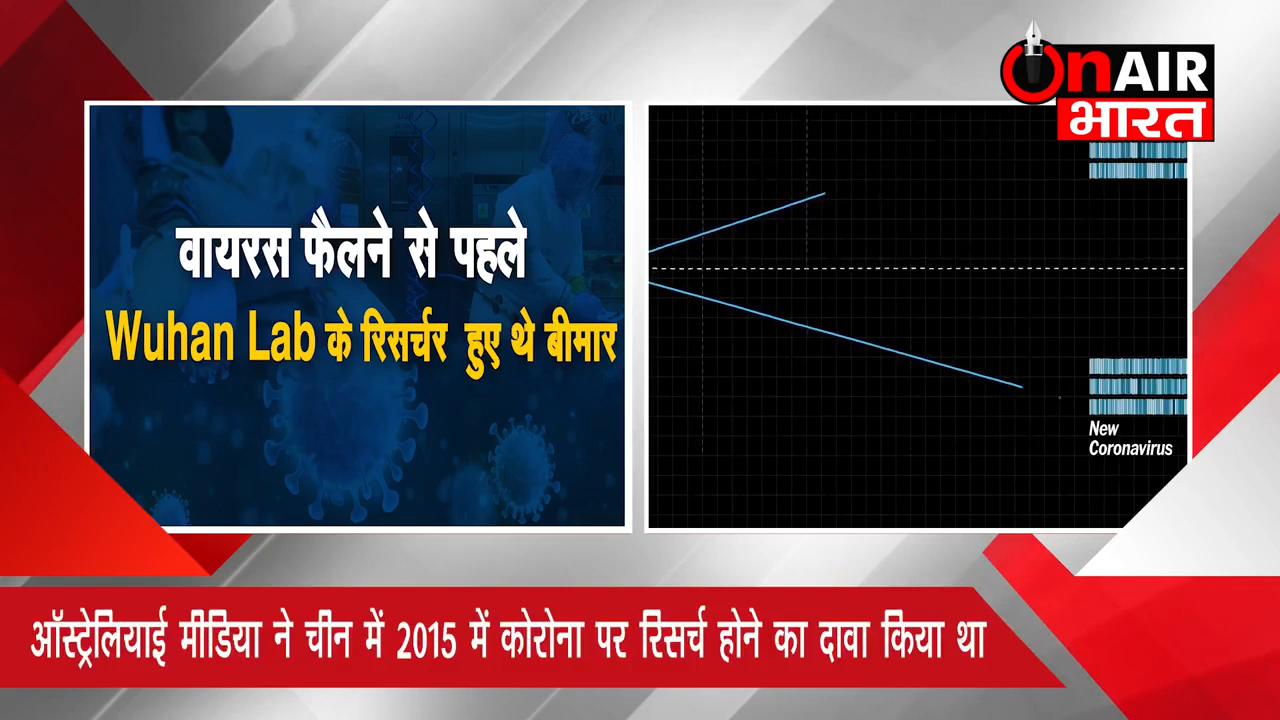 On AIR
भारत
वायरस फैलने से पहले
Wuhan Lab के रिसर्चर हुए थे बीमार
New
Coronavirus
ऑस्ट्रेलियाई मीडिया ने चीन में 2015 में कोरोना पर रिसर्च होने का दावा किया था